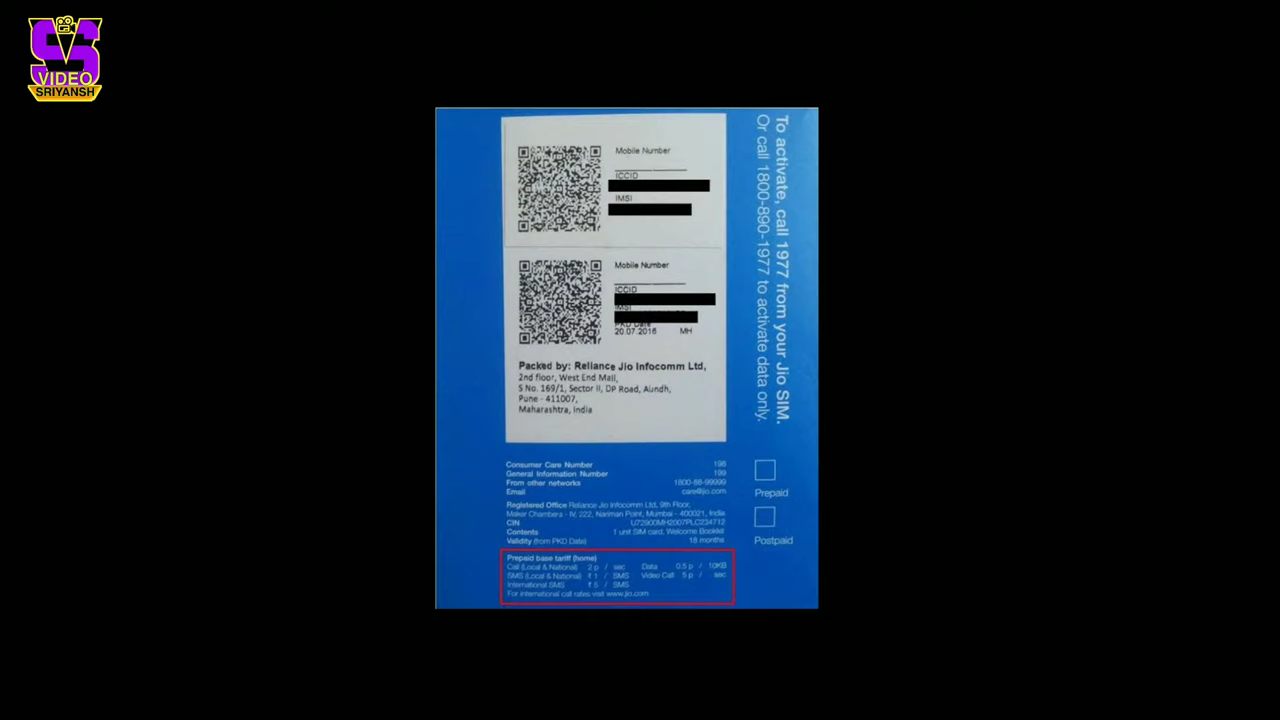 S
VIDEO
SRIYANSH
Mobile Number
ICCID
IMSI
Mobile Number
ICCID
IMSI
PKD Date
20.07.2016 MH
Packed by: Reliance Jio Infocomm Ltd,
2nd floor, West End Mall,
S No. 169/1, Sector II, DP Road, Aundh,
Pune - 411007,
Maharashtra, India
To activate, call 1977 from your Jio SIM.
Or call 1800-890-1977 to activate data only.
Consumer Care Number 198
General Information Number 199
From other networks 1800-88-99999
Email care@jio.com
Registered Office Reliance Jio Infocomm Ltd, 9th Floor,
Maker Chambers - IV, 222, Nariman Point, Mumbai - 400021, India
CIN U72900MH2007PLC234712
Contents 1 unit SIM card, Welcome Booklet
Validity (from PKD Date) 18 months
Prepaid
Postpaid
Prepaid base tariff (home)
Call (Local & National) 2 p / sec Data 0.5 p / 10KB
SMS (Local & National) ₹ 1 / SMS Video Call 5 p / sec
International SMS ₹ 5 / SMS
For international call rates visit www.jio.com